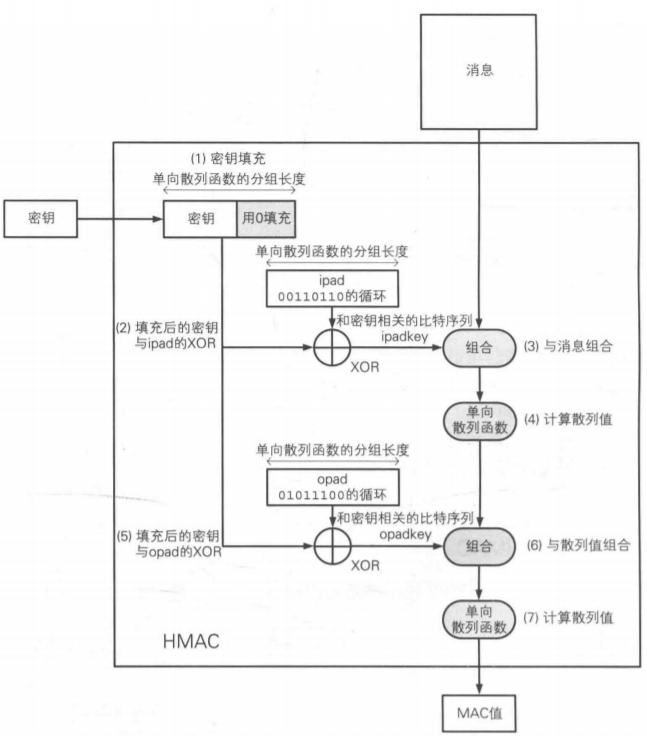 消息
(1) 密钥填充
单向散列函数的分组长度
密钥
密钥
用0填充
单向散列函数的分组长度
ipad
00110110的循环
(2) 填充后的密钥
与ipad的XOR
和密钥相关的比特序列
ipadkey
XOR
组合
(3) 与消息组合
单向
散列函数
(4) 计算散列值
单向散列函数的分组长度
opad
01011100的循环
(5) 填充后的密钥
与opad的XOR
和密钥相关的比特序列
opadkey
XOR
组合
(6) 与散列值组合
单向
散列函数
(7) 计算散列值
HMAC
MAC值